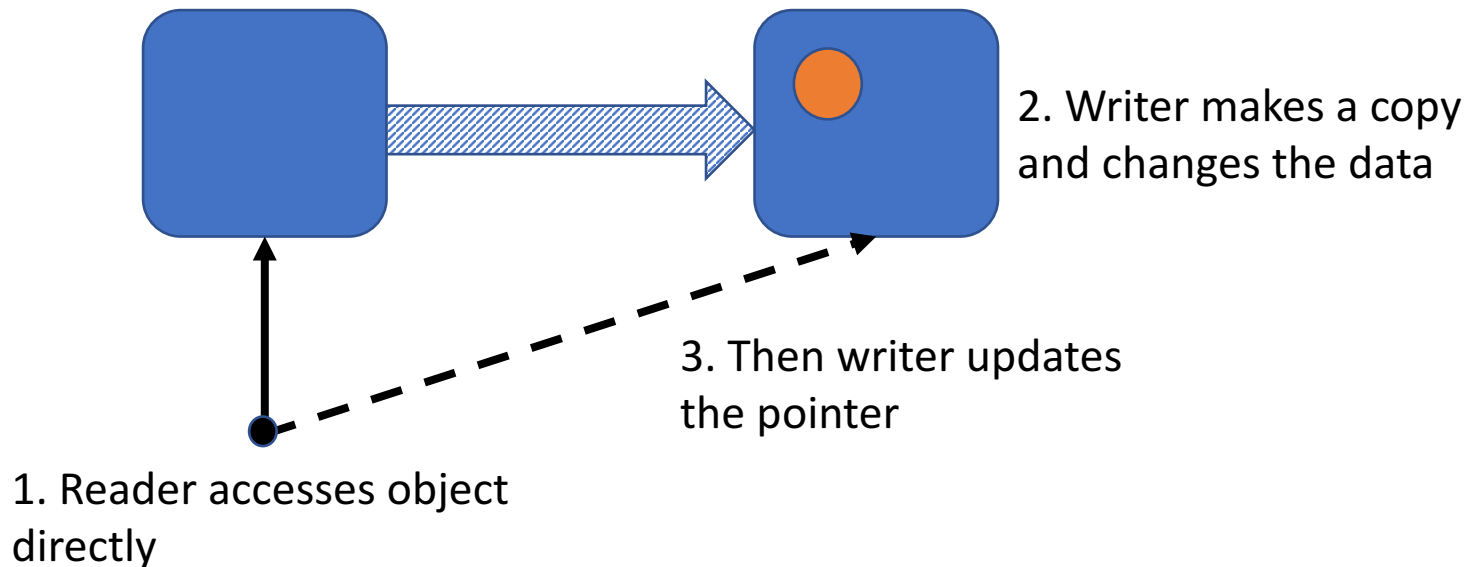 1. Reader accesses object
directly
2. Writer makes a copy
and changes the data
3. Then writer updates
the pointer